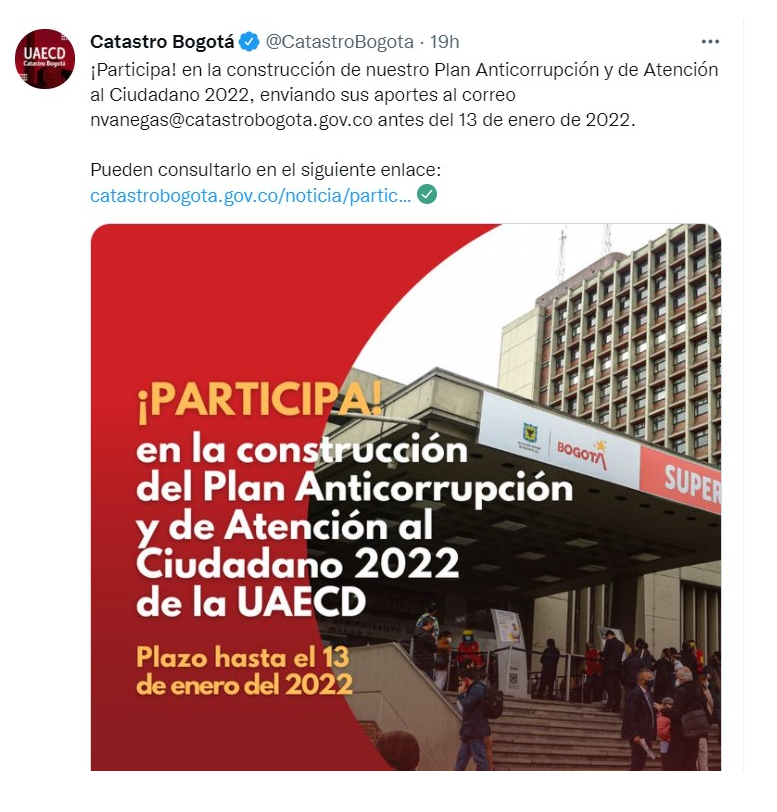 UAECD
Catastro Bogotá
Catastro Bogotá @CatastroBogota · 19h
¡Participa! en la construcción de nuestro Plan Anticorrupción y de Atención
al Ciudadano 2022, enviando sus aportes al correo
nvanegas@catastrobogota.gov.co antes del 13 de enero de 2022.
Pueden consultarlo en el siguiente enlace:
catastrobogota.gov.co/noticia/partic...
¡PARTICIPA!
en la construcción
del Plan Anticorrupción
y de Atención al
Ciudadano 2022
de la UAECD
Plazo hasta el 13
de enero del 2022
BOGOTÁ
SUPER